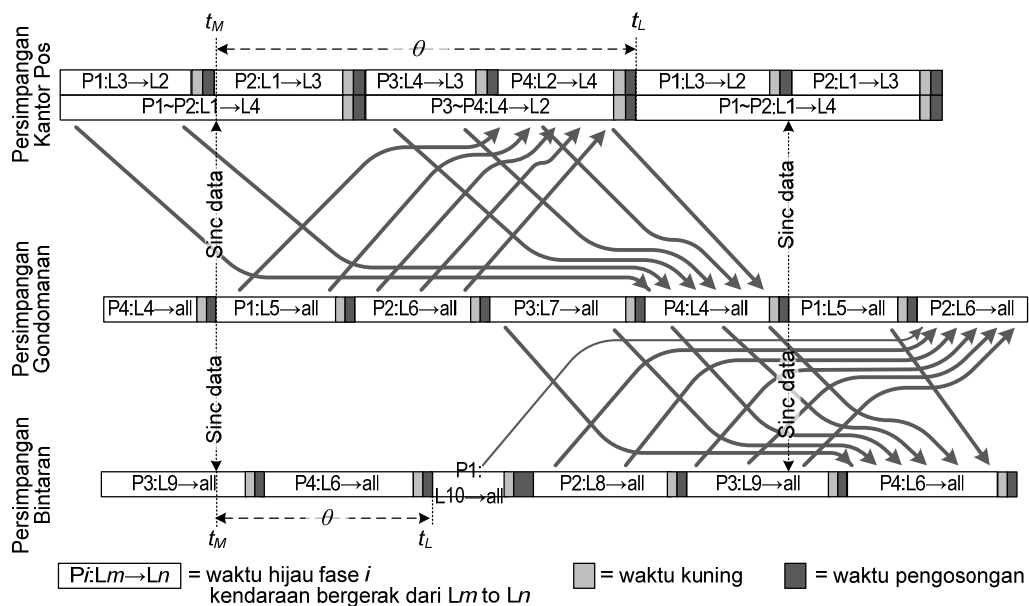 t_M
θ
t_L
Persimpangan
Kantor Pos
P1:L3→L2
P2:L1→L3
P3:L4→L3
P4:L2→L4
P1:L3→L2
P2:L1→L3
P1~P2:L1→L4
P3~P4:L4→L2
P1~P2:L1→L4
Sinc data
Sinc data
Persimpangan
Gondomanan
P4:L4→all
P1:L5→all
P2:L6→all
P3:L7→all
P4:L4→all
P1:L5→all
P2:L6→all
Sinc data
Sinc data
Persimpangan
Bintaran
P3:L9→all
P4:L6→all
P1:
L10→all
P2:L8→all
P3:L9→all
P4:L6→all
θ
t_M
t_L
Pi:Lm→Ln
= waktu hijau fase i
kendaraan bergerak dari Lm to Ln
= waktu kuning
= waktu pengosongan